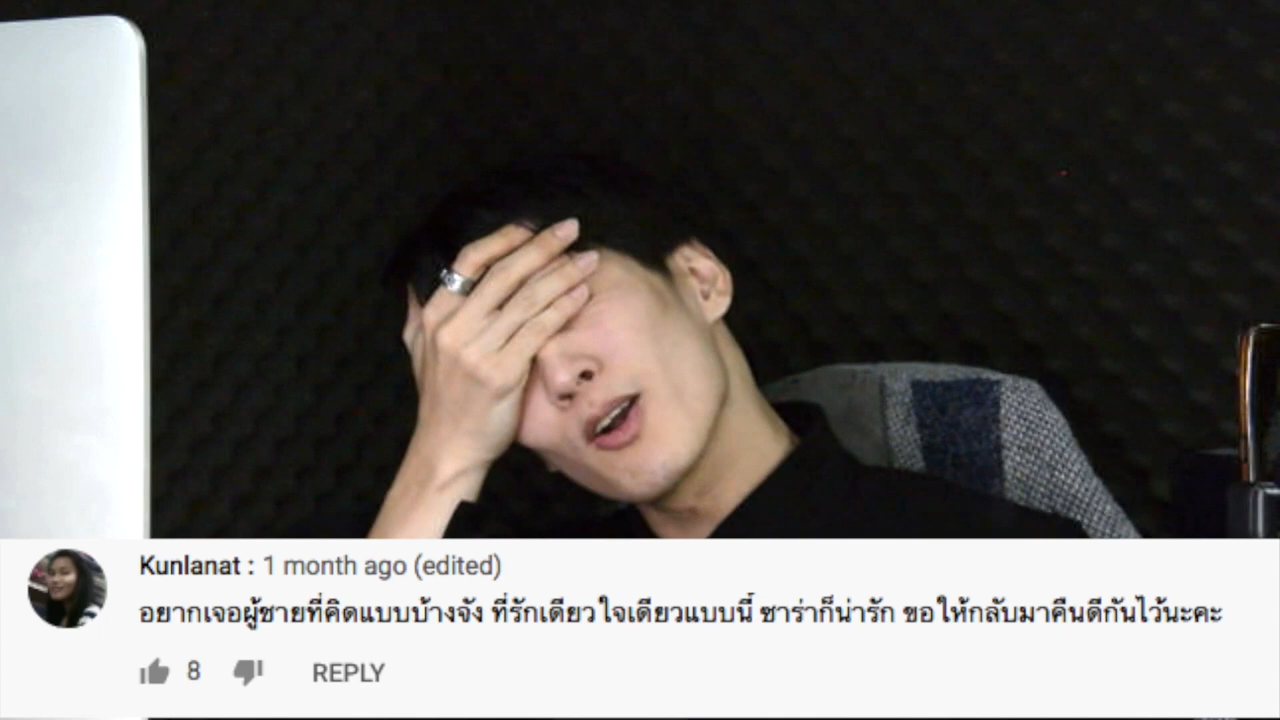 Kunlanat : 1 month ago (edited)
อยากเจอผู้ชายที่คิดแบบบ้างจัง ที่รักเดียวใจเดียวแบบนี้ ซาร่าก็น่ารัก ขอให้กลับมาคืนดีกันไว้นะคะ
8 REPLY